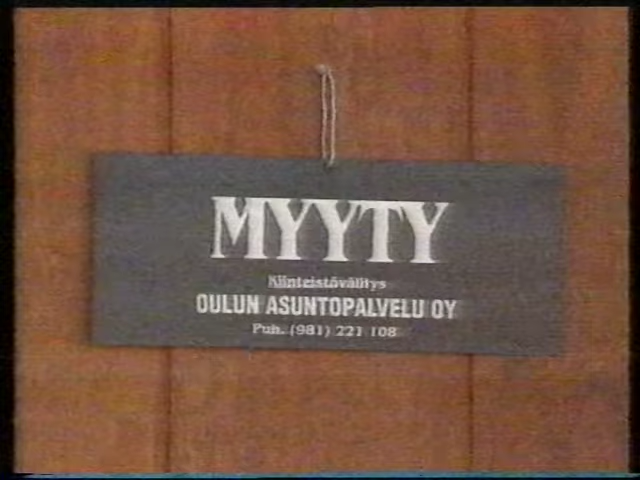 MYYTY
Kiinteistövälitys
OULUN ASUNTOPALVELU OY
Puh. (981) 221 108